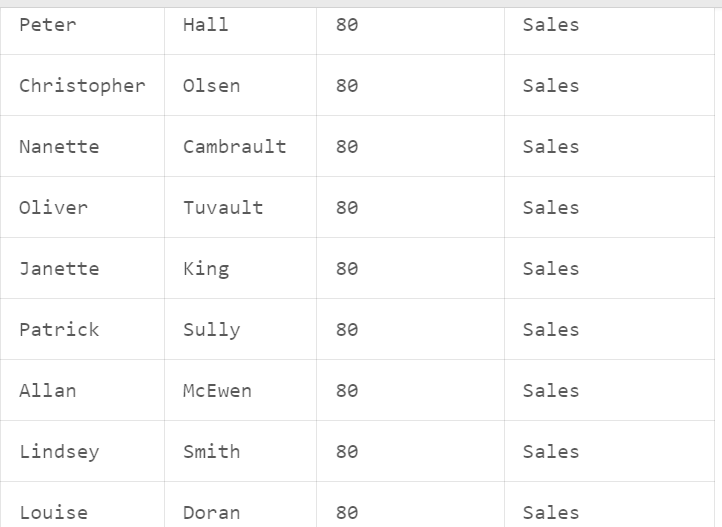 Peter Hall 80 Sales
Christopher Olsen 80 Sales
Nanette Cambrault 80 Sales
Oliver Tuvault 80 Sales
Janette King 80 Sales
Patrick Sully 80 Sales
Allan McEwen 80 Sales
Lindsey Smith 80 Sales
Louise Doran 80 Sales